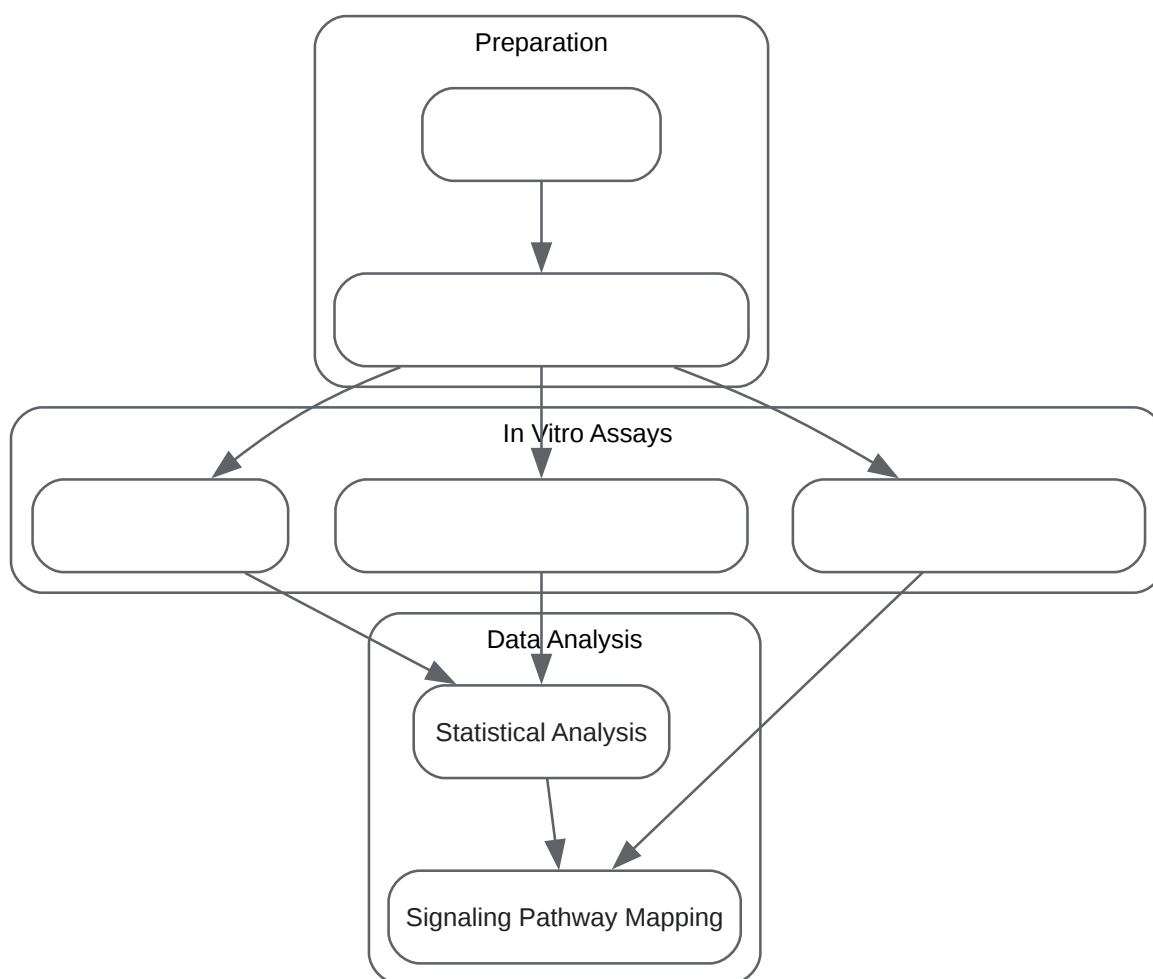 Preparation
In Vitro Assays
Data Analysis
Statistical Analysis
Signaling Pathway Mapping